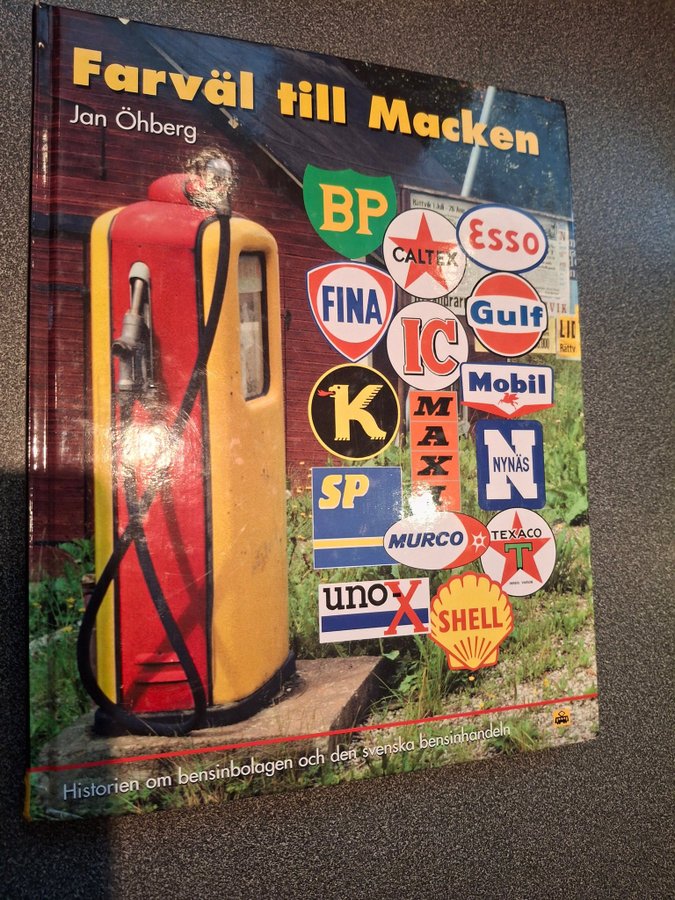 Farväl till Macken
Jan Öhberg
BP
CALTEX
Esso
FINA
IC
Gulf
K
MAXI
Mobil
NYNÄS
N
SP
MURCO
TEXACO
T
uno-X
SHELL
Historien om bensinbolagen och den svenska bensinhandeln